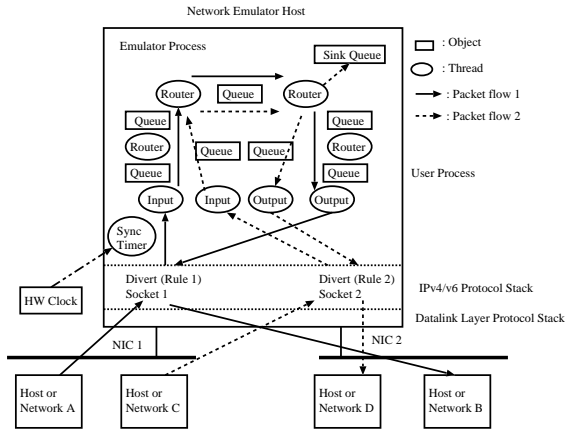 Network Emulator Host
Emulator Process
Sink Queue
: Object
: Thread
: Packet flow 1
: Packet flow 2
Router
Queue
Router
Queue
Queue
Router
Queue
Queue
Router
Queue
Queue
User Process
Input
Input
Output
Output
Sync
Timer
HW Clock
Divert (Rule 1)
Socket 1
Divert (Rule 2)
Socket 2
IPv4/v6 Protocol Stack
Datalink Layer Protocol Stack
NIC 1
NIC 2
Host or
Network A
Host or
Network C
Host or
Network D
Host or
Network B